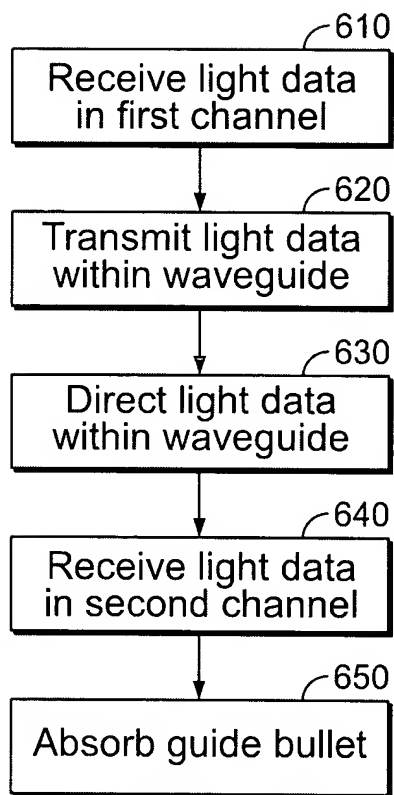 610
Receive light data
in first channel
620
Transmit light data
within waveguide
630
Direct light data
within waveguide
640
Receive light data
in second channel
650
Absorb guide bullet